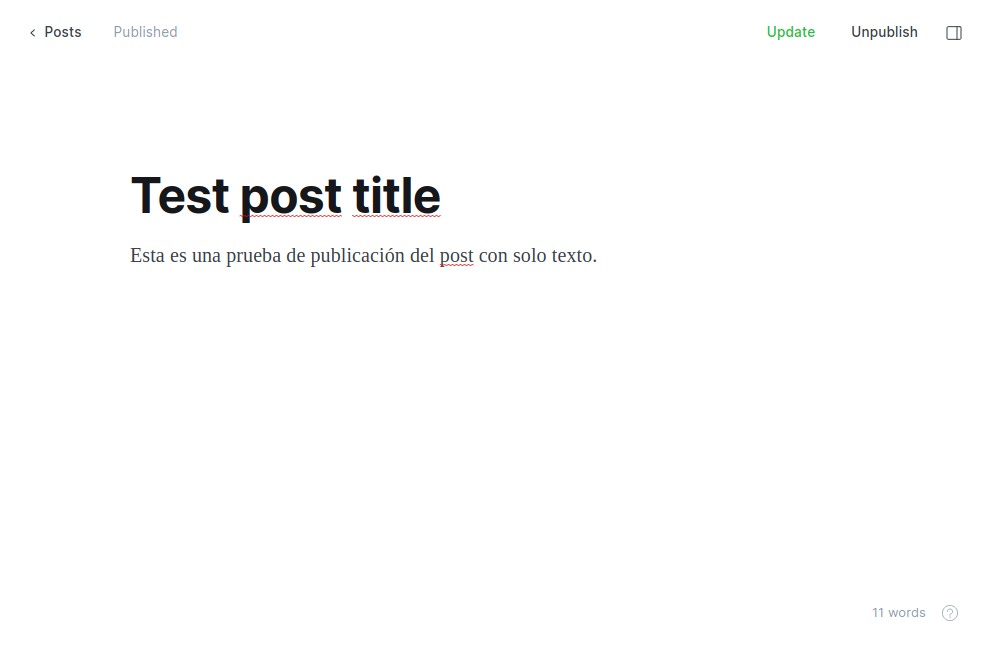 Posts Published Update Unpublish
Test post title
Esta es una prueba de publicación del post con solo texto.
11 words ?